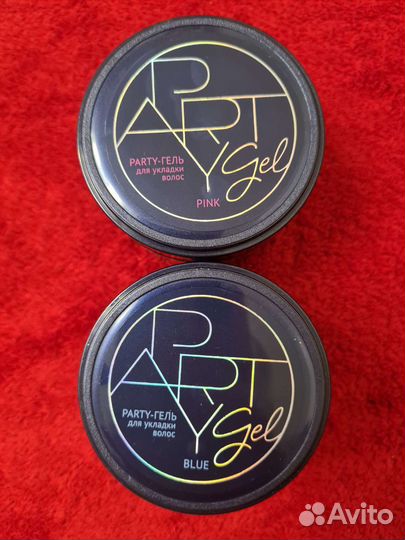 PARTY Gel
PARTY-ГЕЛЬ
для укладки
волос
PINK
PARTY Gel
PARTY-ГЕЛЬ
для укладки
волос
BLUE
Avito